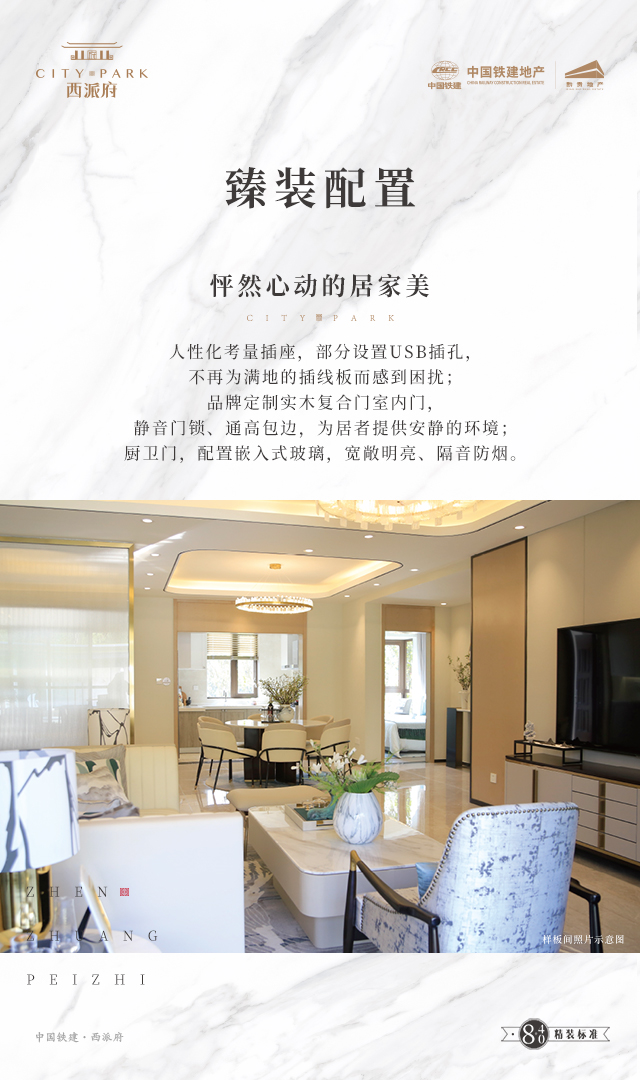 CITY PARK
西派府
CRCC
中国铁建
中国铁建地产
CHINA RAILWAY CONSTRUCTION REAL ESTATE
臻装配置
怦然心动的居家美
CITY PARK
人性化考量插座，部分设置USB插孔，
不再为满地的插线板而感到困扰；
品牌定制实木复合门室内门，
静音门锁、通高包边，为居者提供安静的环境；
厨卫门，配置嵌入式玻璃，宽敞明亮、隔音防烟。
样板间照片示意图
ZHEN
ZHUANG
PEIZHI
中国铁建·西派府
精装标准